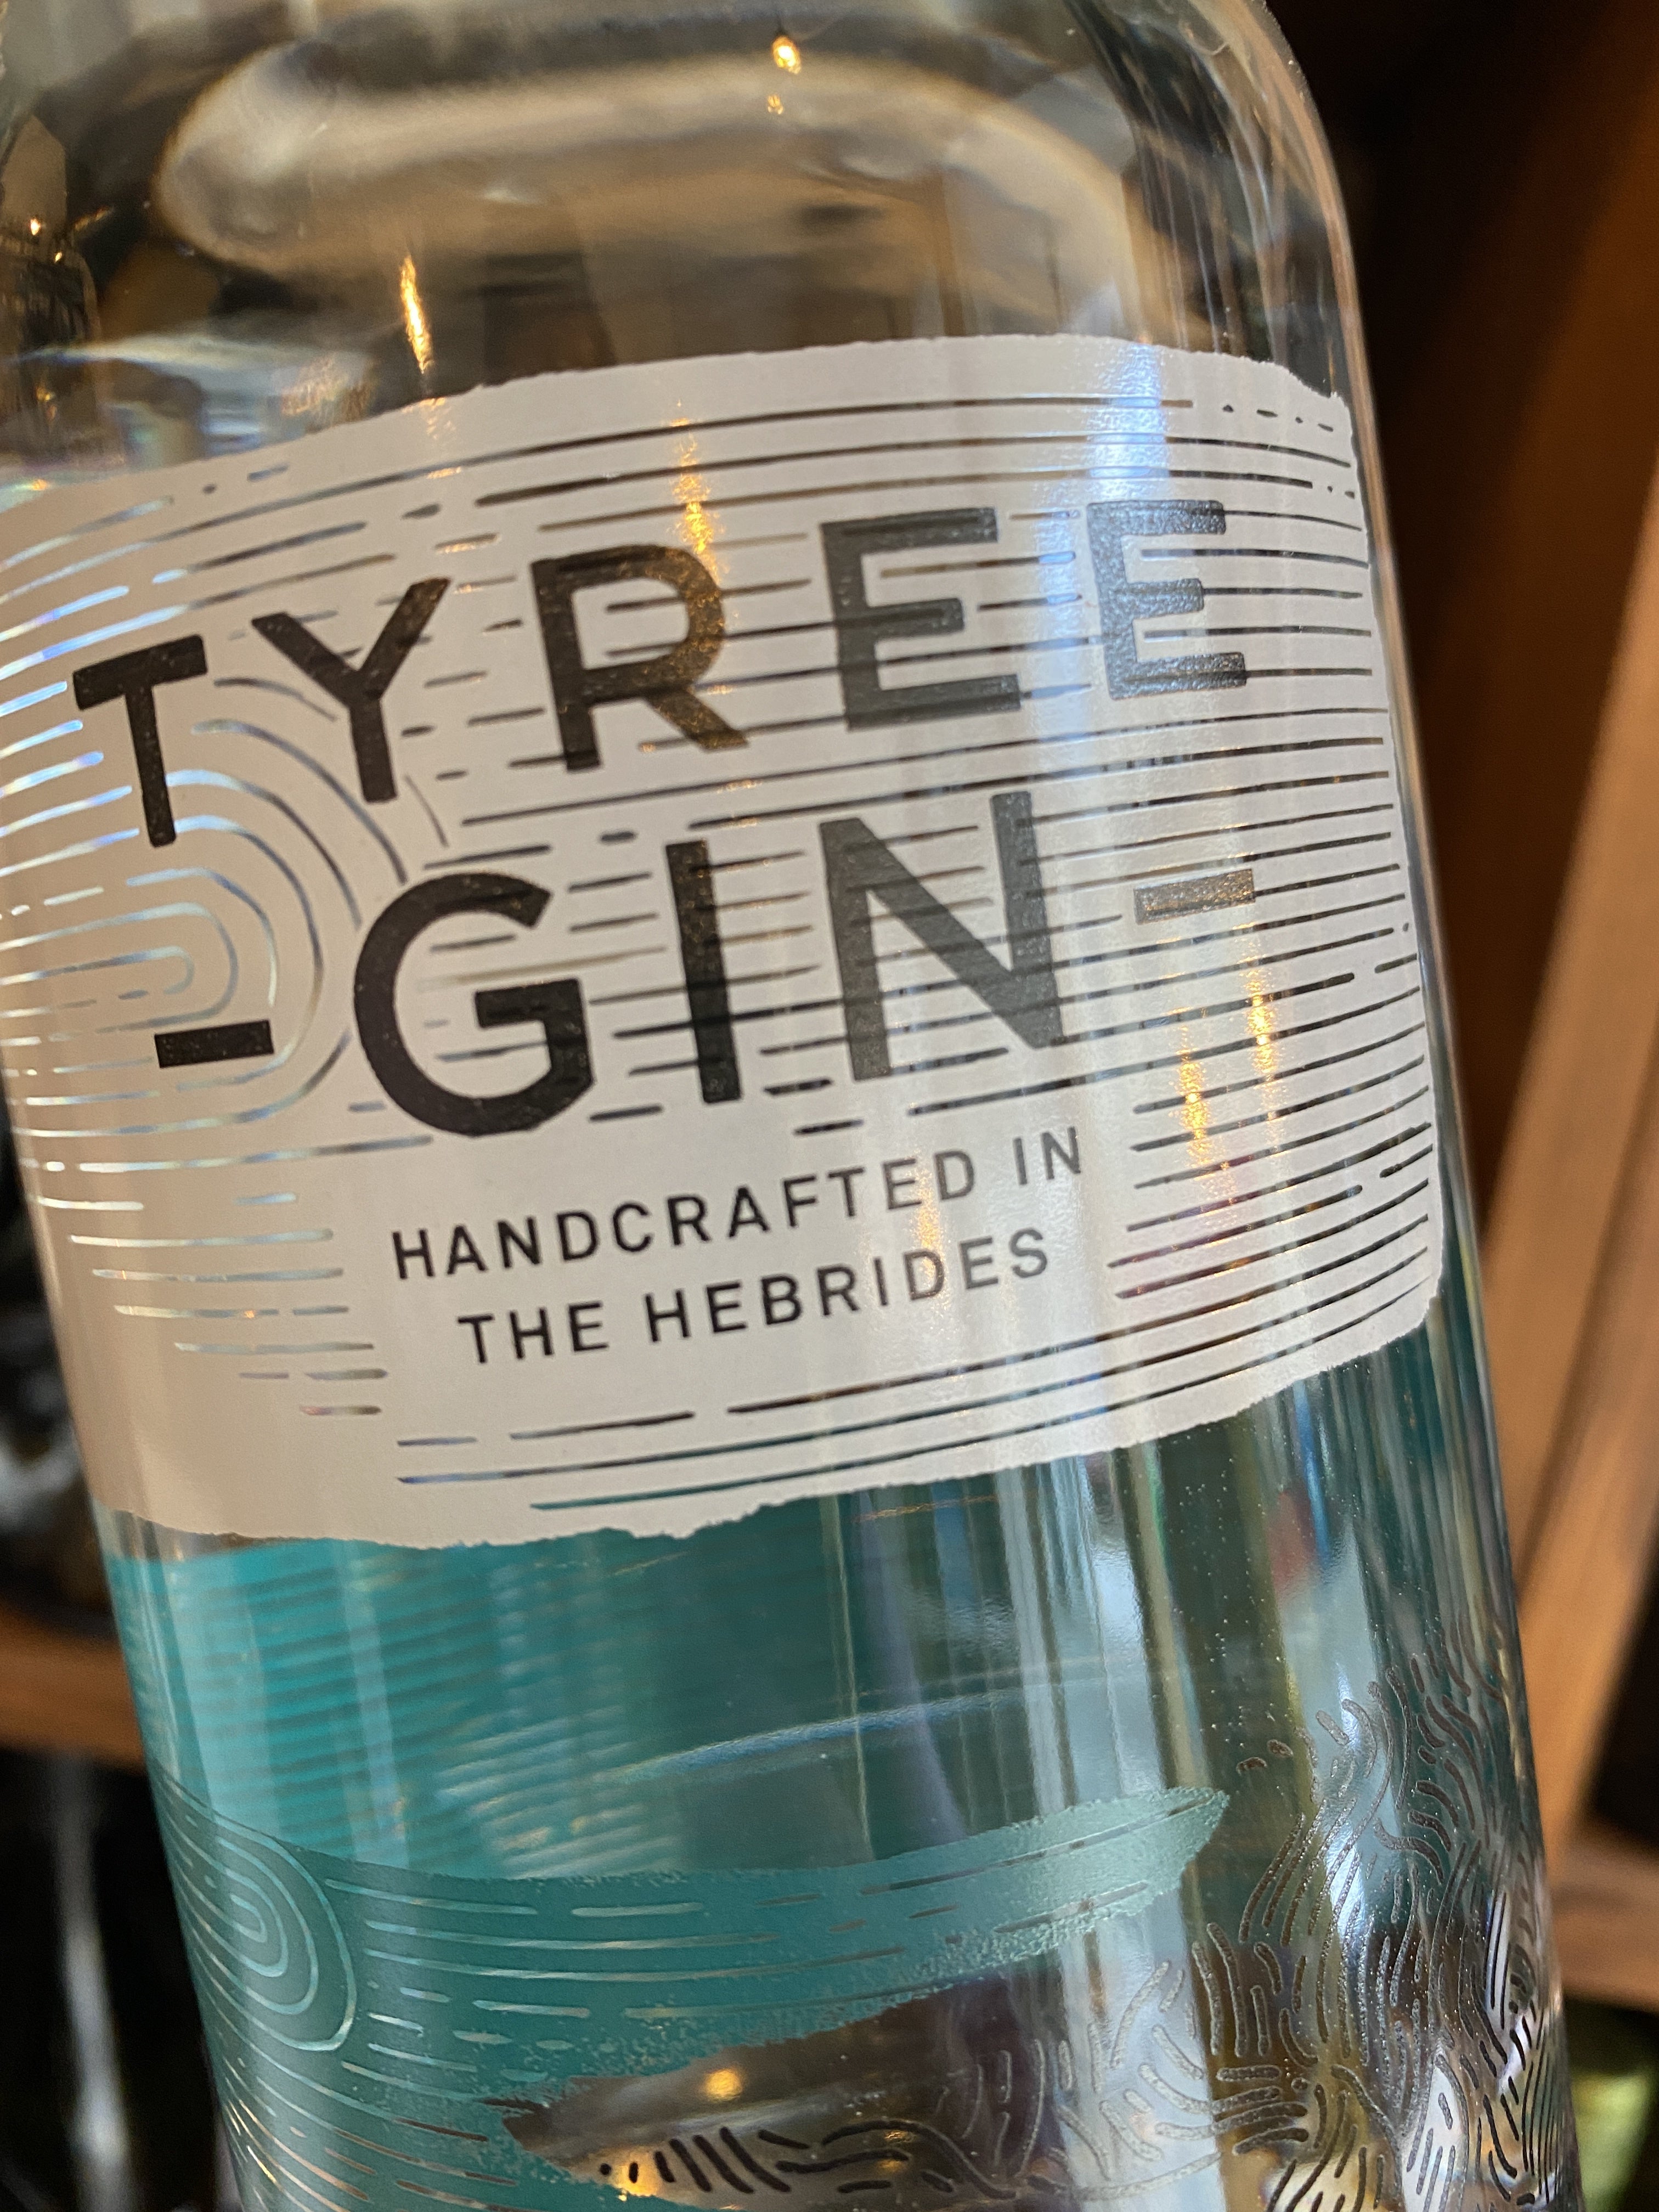 TYREE
-GIN-
HANDCRAFTED IN
THE HEBRIDES